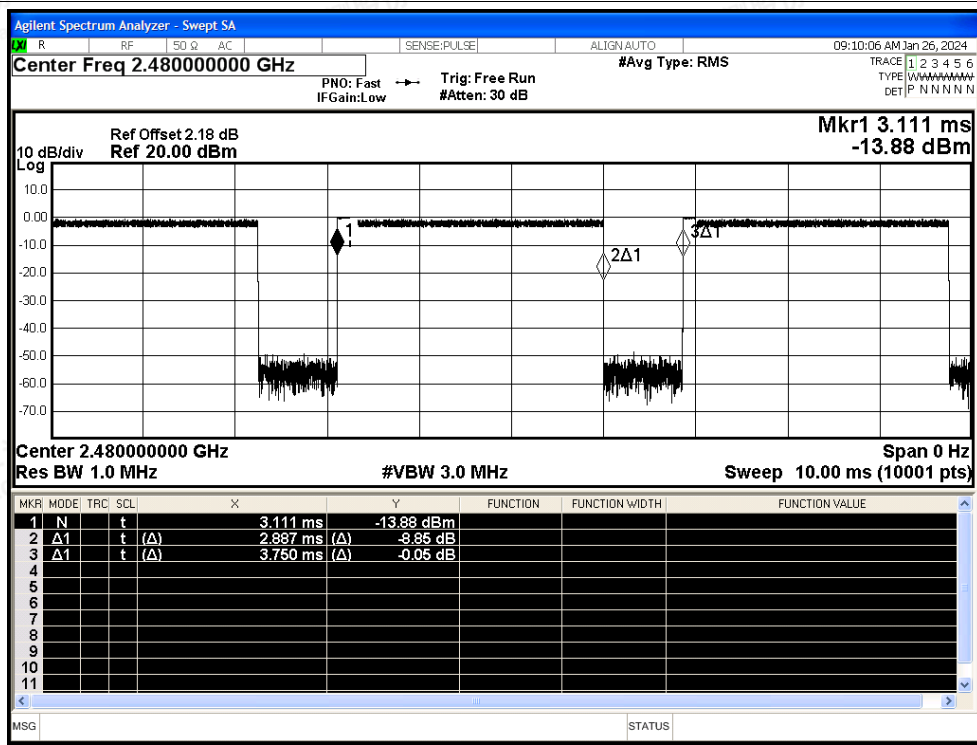 Agilent Spectrum Analyzer - Swept SA
LXI R RF 50 Ω AC SENSE:PULSE ALIGN AUTO 09:10:06 AM Jan 26, 2024
Center Freq 2.480000000 GHz #Avg Type: RMS TRACE 1 2 3 4 5 6
PNO: Fast Trig: Free Run TYPE WWWWWW
IFGain:Low #Atten: 30 dB DET P N N N N N
Mkr1 3.111 ms
Ref Offset 2.18 dB
10 dB/div Ref 20.00 dBm -13.88 dBm
Log
10.0
0.00
1
3Δ1
-10.0
2Δ1
-20.0
-30.0
-40.0
-50.0
-60.0
-70.0
Center 2.480000000 GHz Span 0 Hz
Res BW 1.0 MHz #VBW 3.0 MHz Sweep 10.00 ms (10001 pts)
MKR MODE TRC SCL X Y FUNCTION FUNCTION WIDTH FUNCTION VALUE
1 N t 3.111 ms -13.88 dBm
2 Δ1 t (Δ) 2.887 ms (Δ) -8.85 dB
3 Δ1 t (Δ) 3.750 ms (Δ) -0.05 dB
4
5
6
7
8
9
10
11
MSG STATUS